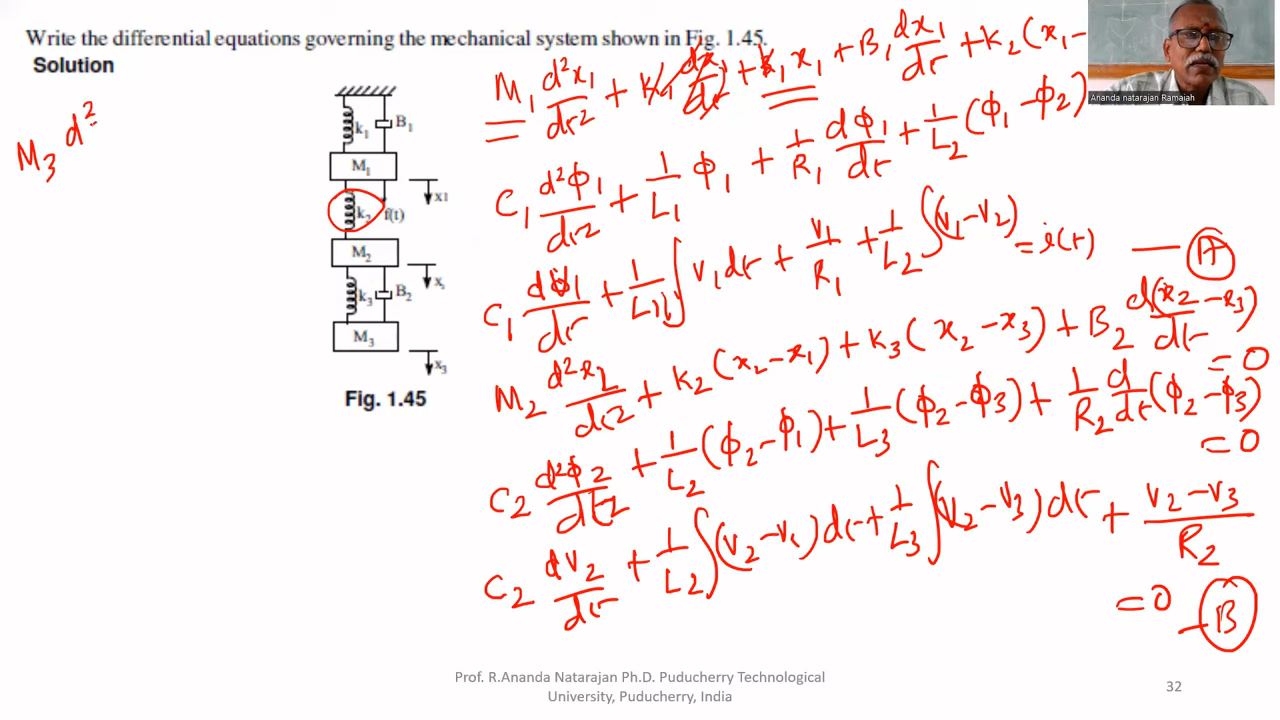 Write the differential equations governing the mechanical system shown in Fig. 1.45.
Solution
Ananda natarajan Ramaiah
M₃ d²
k₁ B₁
M₁
x1
k₂ f(t)
M₂
x
k₃ B₂
M₃
x₃
Fig. 1.45
M₁ d²x₁/dt² + K₁ dx₁/dt + K₁ x₁ + B₁ dx₁/dt + K₂ (x₁ -
C₁ d²φ₁/dt² + 1/L₁ φ₁ + 1/R₁ dφ₁/dt + 1/L₂ (φ₁ - φ₂)
C₁ dv₁/dt + 1/L₁ ∫ v₁ dt + v₁/R₁ + 1/L₂ ∫(v₁ - v₂) = i(t) — A
M₂ d²x₂/dt² + K₂ (x₂ - x₁) + K₃ (x₂ - x₃) + B₂ d(x₂ - x₃)/dt
= 0
C₂ d²φ₂/dt² + 1/L₂ (φ₂ - φ₁) + 1/L₃ (φ₂ - φ₃) + 1/R₂ d/dt (φ₂ - φ₃)
= 0
C₂ dv₂/dt + 1/L₂ ∫(v₂ - v₁) dt + 1/L₃ ∫(v₂ - v₃) dt + v₂ - v₃/R₂
= 0 — B
Prof. R.Ananda Natarajan Ph.D. Puducherry Technological
University, Puducherry, India
32